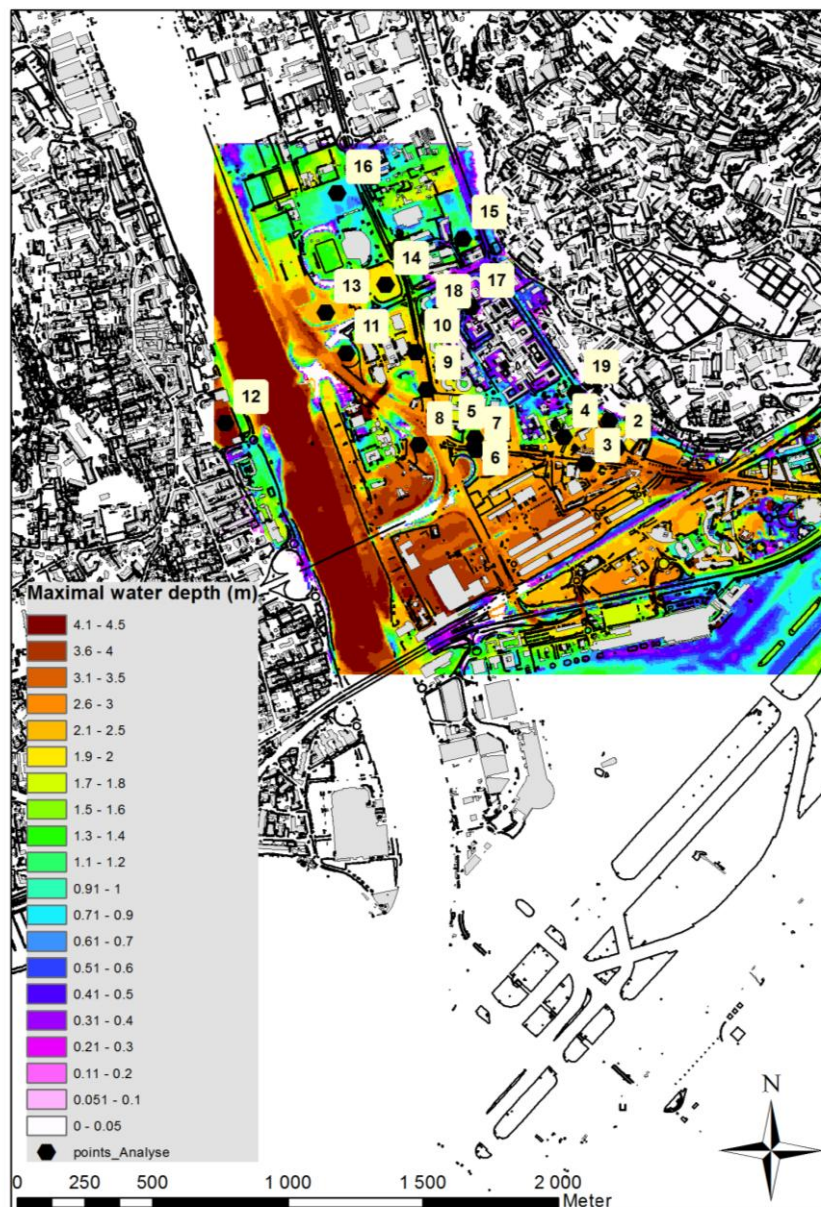 16
15
14
17
13
18
11
10
9
19
12
8
5
7
4
2
6
3
Maximal water depth (m)
4.1 - 4.5
3.6 - 4
3.1 - 3.5
2.6 - 3
2.1 - 2.5
1.9 - 2
1.7 - 1.8
1.5 - 1.6
1.3 - 1.4
1.1 - 1.2
0.91 - 1
0.71 - 0.9
0.61 - 0.7
0.51 - 0.6
0.41 - 0.5
0.31 - 0.4
0.21 - 0.3
0.11 - 0.2
0.051 - 0.1
0 - 0.05
points_Analyse
N
0 250 500 1 000 1 500 2 000
Meter